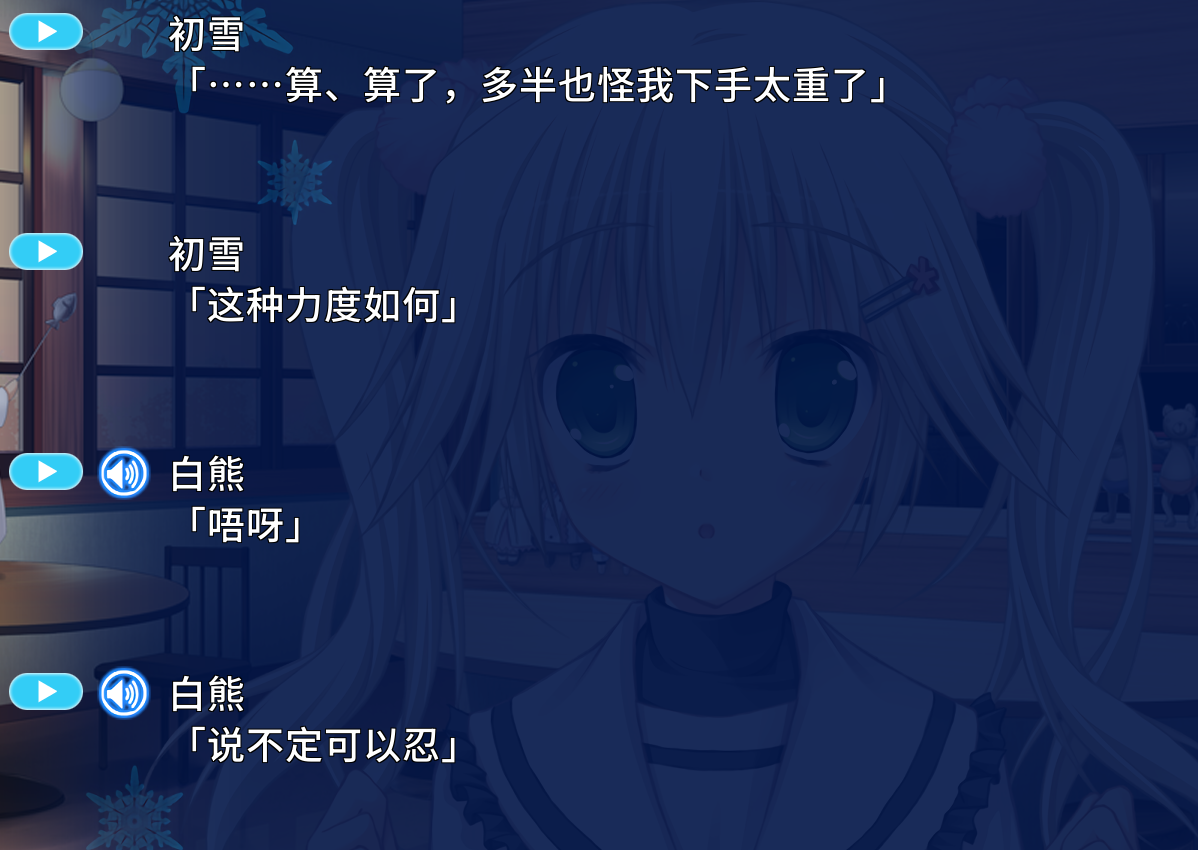 初雪
「……算、算了，多半也怪我下手太重了」
初雪
「这种力度如何」
白熊
「唔呀」
白熊
「说不定可以忍」